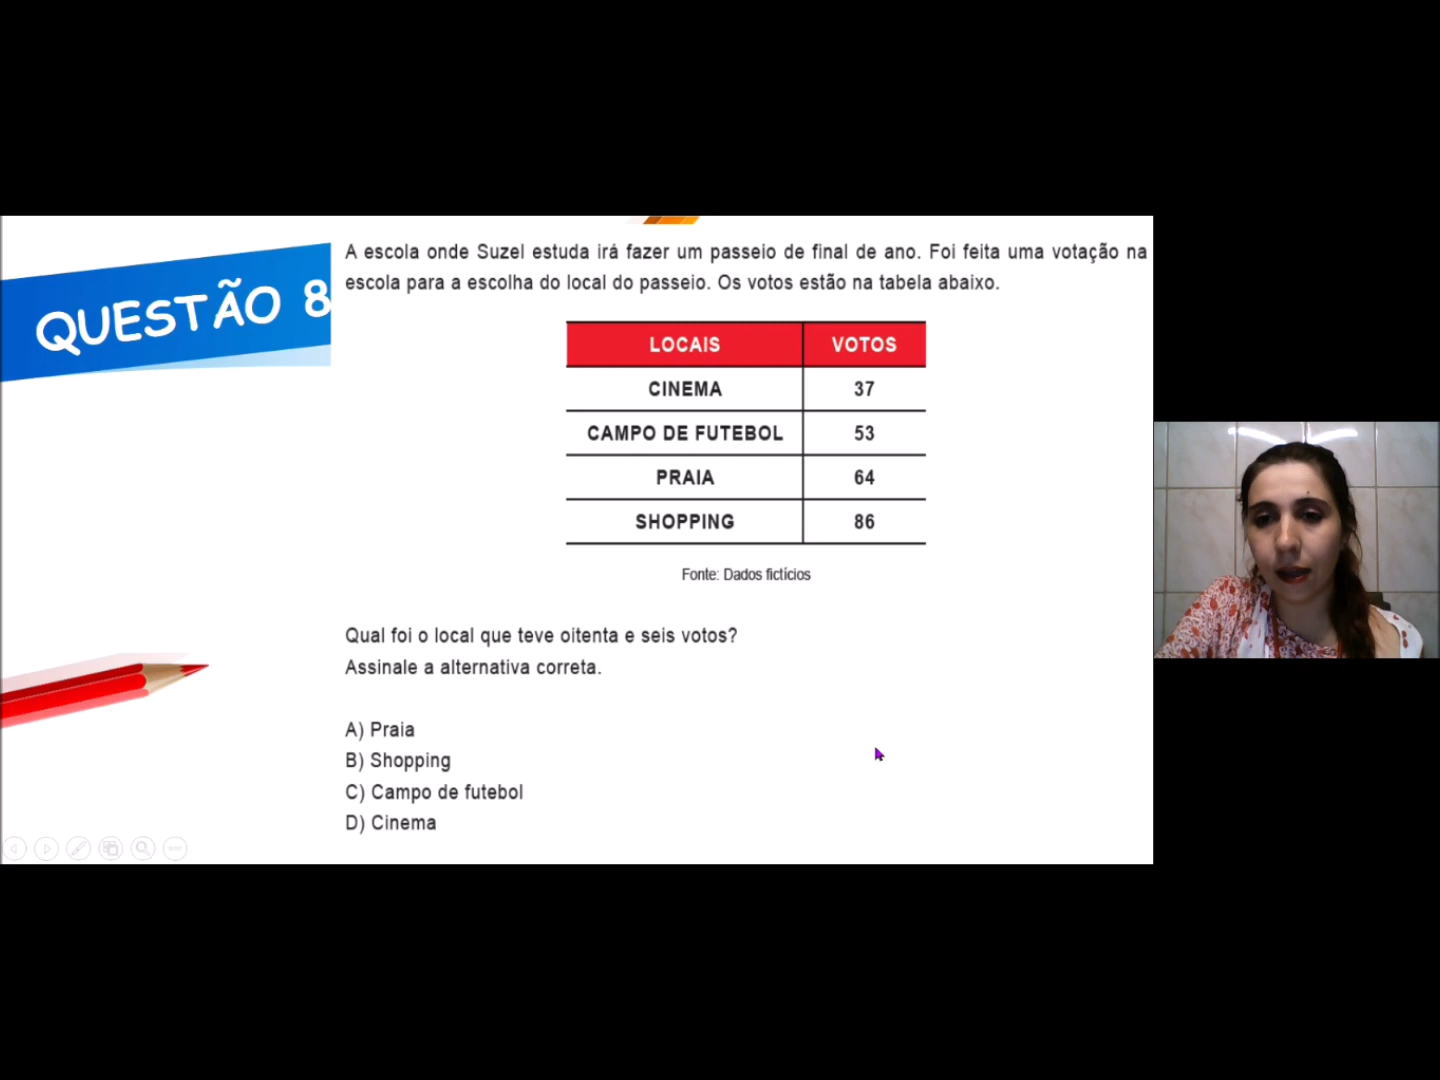 QUESTÃO 8
A escola onde Suzel estuda irá fazer um passeio de final de ano. Foi feita uma votação na
escola para a escolha do local do passeio. Os votos estão na tabela abaixo.
LOCAIS VOTOS
CINEMA 37
CAMPO DE FUTEBOL 53
PRAIA 64
SHOPPING 86
Fonte: Dados fictícios
Qual foi o local que teve oitenta e seis votos?
Assinale a alternativa correta.
A) Praia
B) Shopping
C) Campo de futebol
D) Cinema